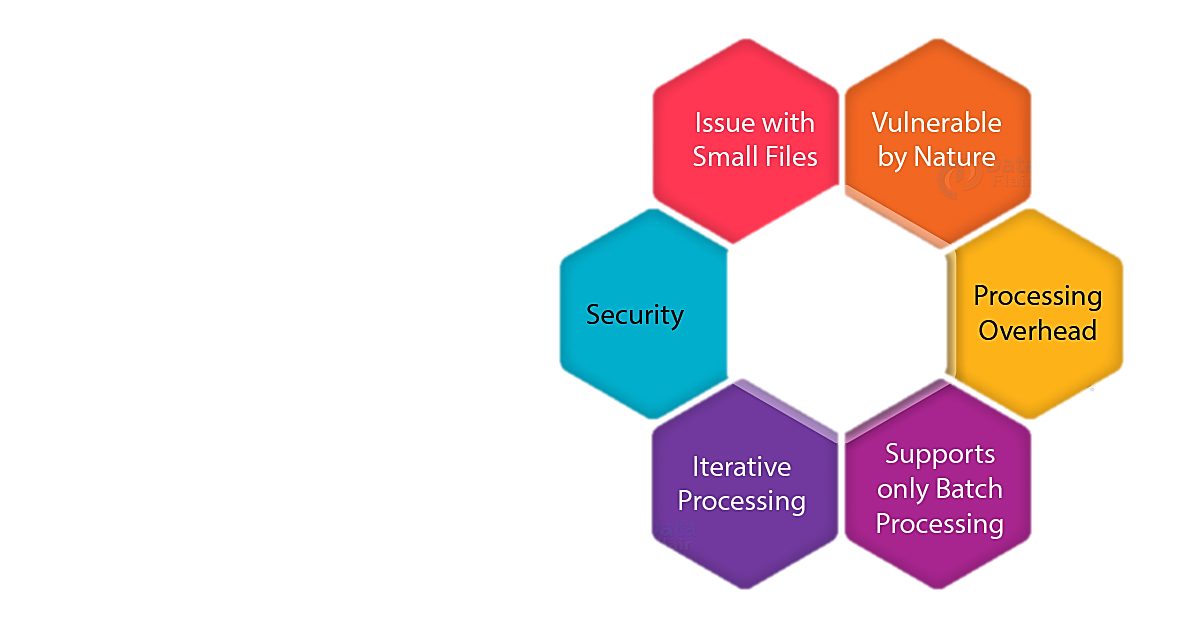 Issue with
Small Files
Vulnerable
by Nature
Processing
Overhead
Supports
only Batch
Processing
Iterative
Processing
Security